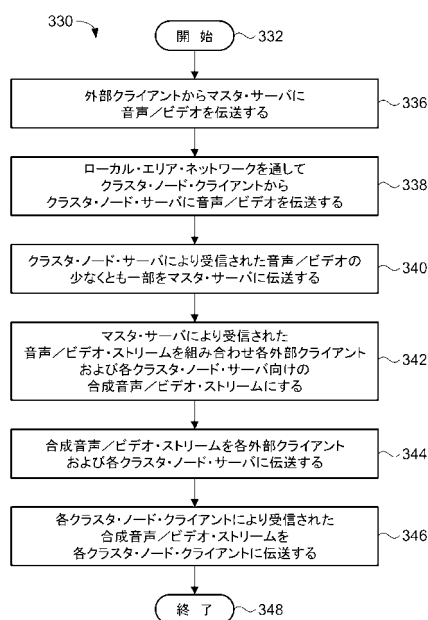 330
開 始
332
外部クライアントからマスタ・サーバに
音声／ビデオを伝送する
336
ローカル・エリア・ネットワークを通して
クラスタ・ノード・クライアントから
クラスタ・ノード・サーバに音声／ビデオを伝送する
338
クラスタ・ノード・サーバにより受信された音声／ビデオの
少なくとも一部をマスタ・サーバに伝送する
340
マスタ・サーバにより受信された
音声／ビデオ・ストリームを組み合わせ各外部クライアント
および各クラスタ・ノード・サーバ向けの
合成音声／ビデオ・ストリームにする
342
合成音声／ビデオ・ストリームを各外部クライアント
および各クラスタ・ノード・サーバに伝送する
344
各クラスタ・ノード・クライアントにより受信された
合成音声／ビデオ・ストリームを
各クラスタ・ノード・クライアントに伝送する
346
終 了
348